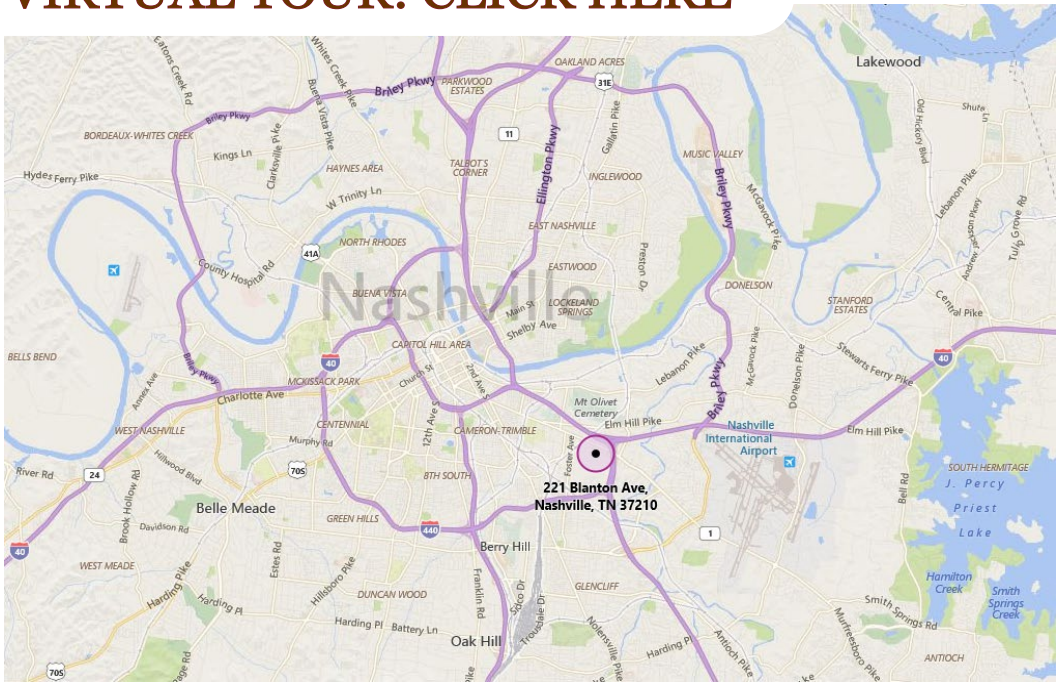 VIRTUAL TOUR: CLICK HERE
Lakewood
OAKLAND ACRES
31E
Eatons Creek Rd
Whites Creek Pike
Buena Vista Pike
Briley Pkwy
PARKWOOD
ESTATES
Briley Pkwy
BORDEAUX-WHITES CREEK
Kings Ln
Clarksville Pike
11
Ellington Pkwy
Gallatin Pike
Old Hickory Blvd
Shute Ln
MUSIC VALLEY
HAYNES AREA
TALBOT'S
CORNER
INGLEWOOD
Briley Pkwy
McGavock Pike
Lebanon Pike
Hydes Ferry Pike
W. Trinity Ln
Andrew Jackson Pkwy
Tulip Grove Rd
EAST NASHVILLE
NORTH RHODES
41A
County Hospital Rd
Preston Dr
EASTWOOD
DONELSON
Nashville
BUENA VISTA
LOCKELAND
SPRINGS
Main St
Shelby Ave
STANFORD
ESTATES
Central Pike
BELLS BEND
CAPITOL HILL AREA
40
40
Briley Pkwy
MCKISSACK PARK
Church St
2nd Ave S
Lebanon Pike
McGavock Pike
Donelson Pike
Stewarts Ferry Pike
Annex Ave
Charlotte Ave
Briley Pkwy
Mt Olivet
Cemetery
12th Ave S
CENTENNIAL
CAMERON-TRIMBLE
Elm Hill Pike
WEST NASHVILLE
Murphy Rd
Foster Ave
Nashville
International
Airport
Elm Hill Pike
Hillwood Blvd
River Rd
24
70S
8TH SOUTH
SOUTH HERMITAGE
J. Percy
Priest
Lake
Bell Rd
221 Blanton Ave,
Nashville, TN 37210
Brook Hollow Rd
Belle Meade
Davidson Rd
GREEN HILLS
440
1
40
Berry Hill
WEST MEADE
Estes Rd
Harding Pike
Hillsboro Pike
DUNCAN WOOD
Franklin Rd
Sidco Dr
Trousdale Dr
GLENCLIFF
Hamilton
Creek
Smith
Springs
Creek
Harding Pl
Smith Springs Rd
Harding Pl
Battery Ln
Oak Hill
Nolensville Pike
Harding Pl
Antioch Pike
Murfreesboro Pike
ANTIOCH
70S